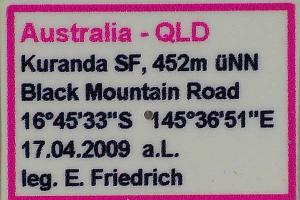 Australia - QLD
Kuranda SF, 452m üNN
Black Mountain Road
16°45'33"S 145°36'51"E
17.04.2009 a.L.
leg. E. Friedrich